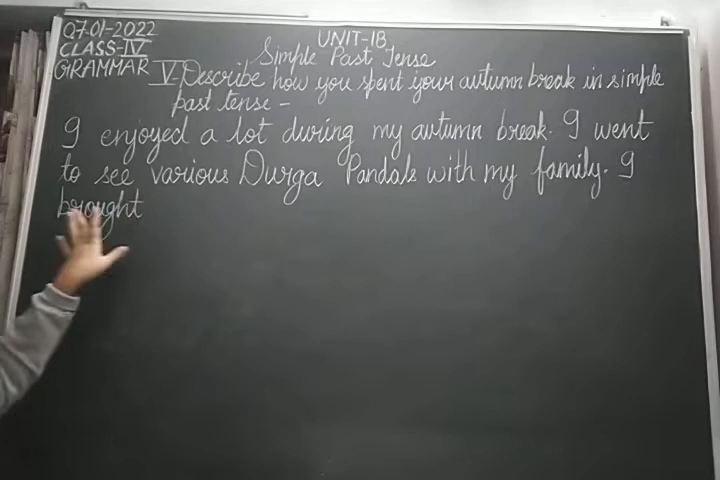 07.01-2022
CLASS-IV
GRAMMAR
UNIT-1B
Simple Past Tense
V-Describe how you spent your autumn break in simple
past tense -
I enjoyed a lot during my autumn break. I went
to see various Durga Pandals with my family. I
brought